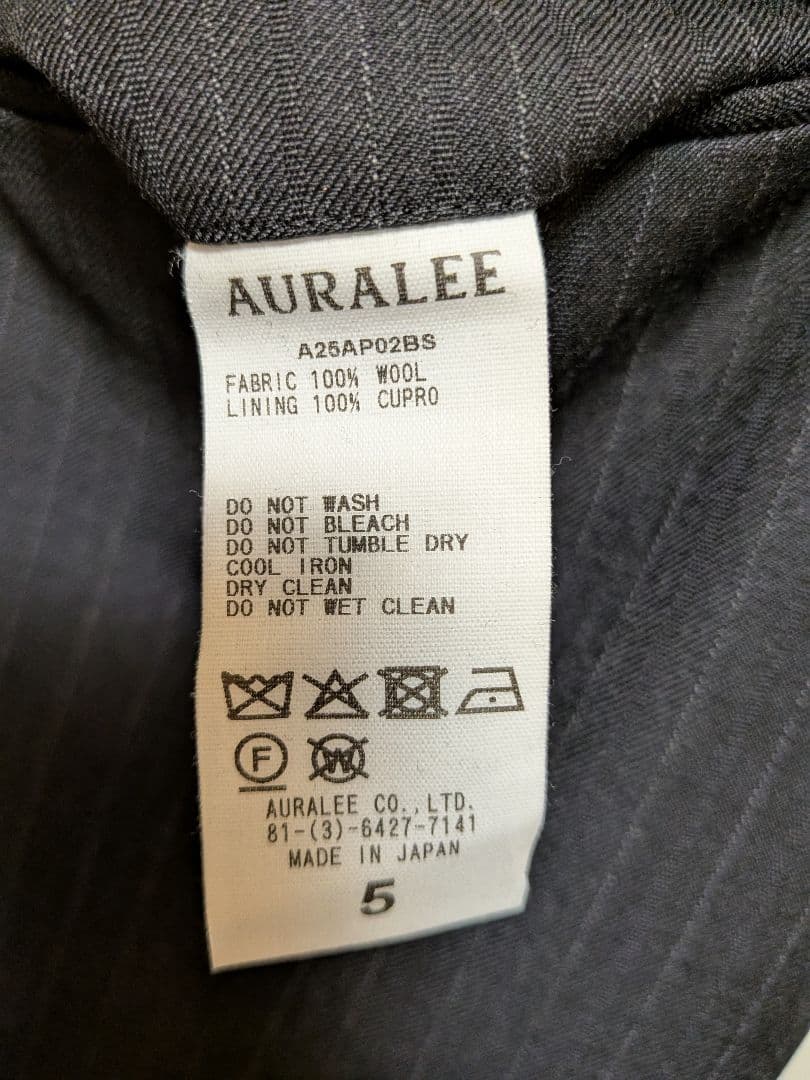 AURALEE
A25AP02BS
FABRIC 100% WOOL
LINING 100% CUPRO
DO NOT WASH
DO NOT BLEACH
DO NOT TUMBLE DRY
COOL IRON
DRY CLEAN
DO NOT WET CLEAN
F W
AURALEE CO.,LTD.
81-(3)-6427-7141
MADE IN JAPAN
5